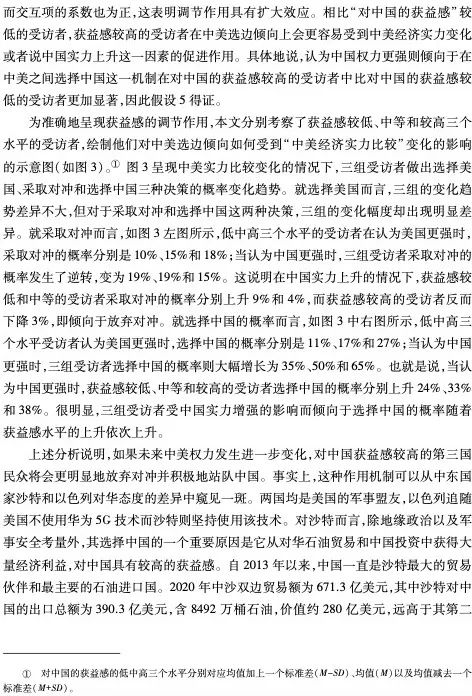 而交互项的系数也为正,这表明调节作用具有扩大效应。相比“对中国的获益感”较
低的受访者,获益感较高的受访者在中美选边倾向上会更容易受到中美经济实力变化
或者说中国实力上升这一因素的促进作用。具体地说,认为中国权力更强则倾向于在
中美之间选择中国这一机制在对中国的获益感较高的受访者中比对中国的获益感较
低的受访者更加显著,因此假设 5 得证。
为准确地呈现获益感的调节作用,本文分别考察了获益感较低、中等和较高三个
水平的受访者,绘制他们对中美选边倾向如何受到“中美经济实力比较”变化的影响
的示意图(如图 3)。① 图 3 呈现中美实力比较变化的情况下,三组受访者做出选择美
国、采取对冲和选择中国三种决策的概率变化趋势。就选择美国而言,三组的变化趋
势差异不大,但对于采取对冲和选择中国这两种决策,三组的变化幅度却出现明显差
异。就采取对冲而言,如图 3 左图所示,低中高三个水平的受访者在认为美国更强时,
采取对冲的概率分别是 10%、15%和 18%;当认为中国更强时,三组受访者采取对冲的
概率发生了逆转,变为 19%、19%和 15%。这说明在中国实力上升的情况下,获益感较
低和中等的受访者采取对冲的概率分别上升 9%和 4%,而获益感较高的受访者反而
下降 3%,即倾向于放弃对冲。就选择中国的概率而言,如图 3 中右图所示,低中高三
个水平受访者认为美国更强时,选择中国的概率分别是 11%、17%和 27%;当认为中国
更强时,三组受访者选择中国的概率则大幅增长为 35%、50%和 65%。也就是说,当认
为中国更强时,获益感较低、中等和较高的受访者选择中国的概率分别上升 24%、33%
和 38%。很明显,三组受访者受中国实力增强的影响而倾向于选择中国的概率随着
获益感水平的上升依次上升。
上述分析说明,如果未来中美权力发生进一步变化,对中国获益感较高的第三国
民众将会更明显地放弃对冲并积极地站队中国。事实上,这种作用机制可以从中东国
家沙特和以色列对华态度的差异中窥见一斑。两国均是美国的军事盟友,以色列追随
美国不使用华为 5G 技术而沙特则坚持使用该技术。对沙特而言,除地缘政治以及军
事安全考量外,其选择中国的一个重要原因是它从对华石油贸易和中国投资中获得大
量经济利益,对中国具有较高的获益感。自 2013 年以来,中国一直是沙特最大的贸易
伙伴和最主要的石油进口国。2020 年中沙双边贸易额为 671.3 亿美元,其中沙特对中
国的出口总额为 390.3 亿美元,含 8492 万桶石油,价值约 280 亿美元,远高于其第二
① 对中国的获益感的低中高三个水平分别对应均值加上一个标准差(M-SD)、均值(M)以及均值减去一个
标准差(M+SD)。